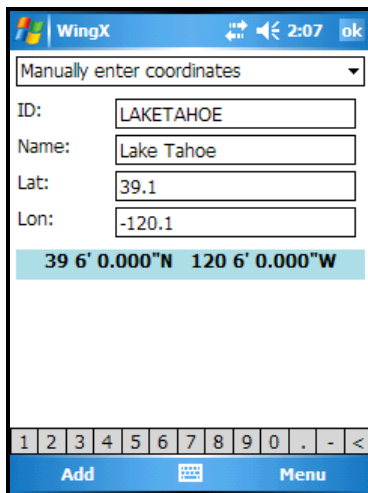 WingX 2:07 ok
Manually enter coordinates
ID: LAKETAHOE
Name: Lake Tahoe
Lat: 39.1
Lon: -120.1
39 6' 0.000"N 120 6' 0.000"W
1 2 3 4 5 6 7 8 9 0 . - <
Add Menu